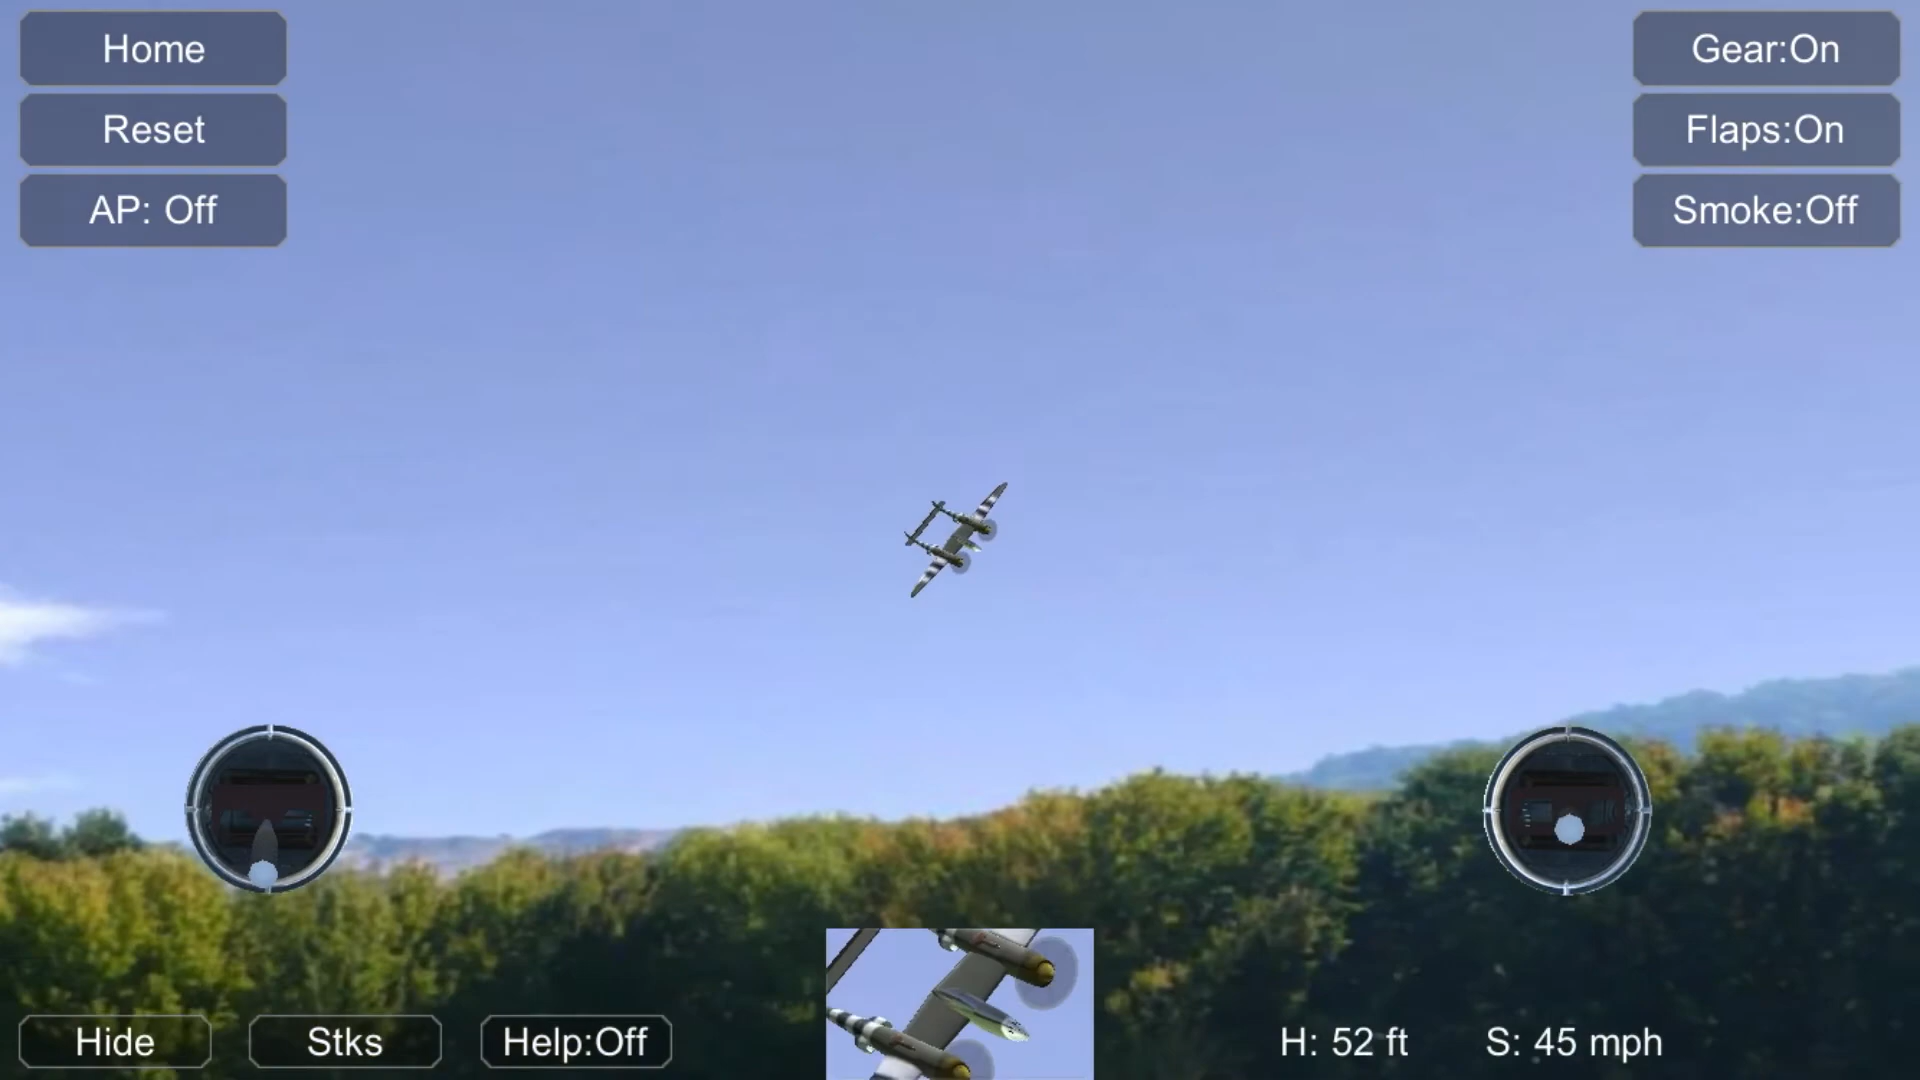 Home
Reset
AP: Off
Gear:On
Flaps:On
Smoke:Off
Hide
Stks
Help:Off
H: 52 ft
S: 45 mph